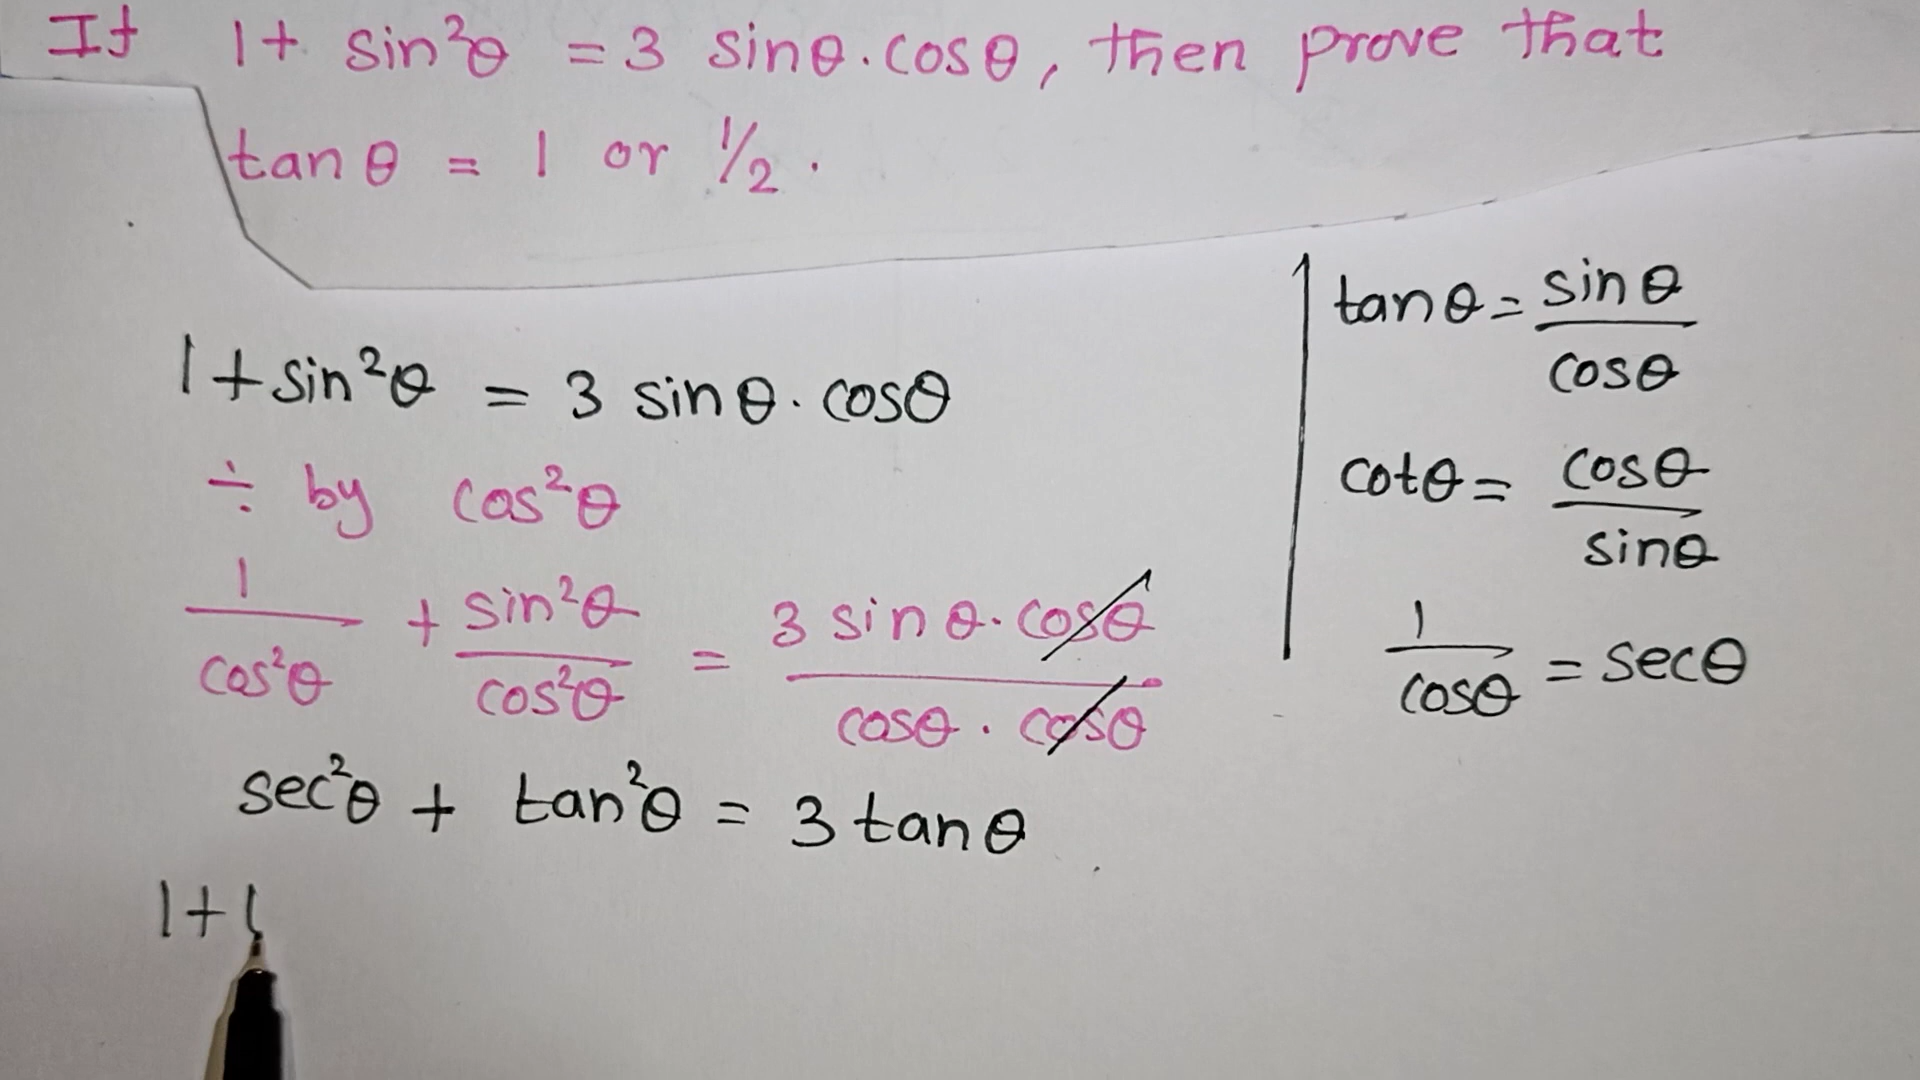 If 1 + sin²θ = 3 sinθ.cosθ, then prove that
tan θ = 1 or 1/2.
1 + sin²θ = 3 sinθ. cosθ
÷ by cos²θ
1/cos²θ + sin²θ/cos²θ = 3 sinθ. cosθ/cosθ. cosθ
sec²θ + tan²θ = 3 tanθ
1+
tanθ = sinθ/cosθ
cotθ = cosθ/sinθ
1/cosθ = secθ